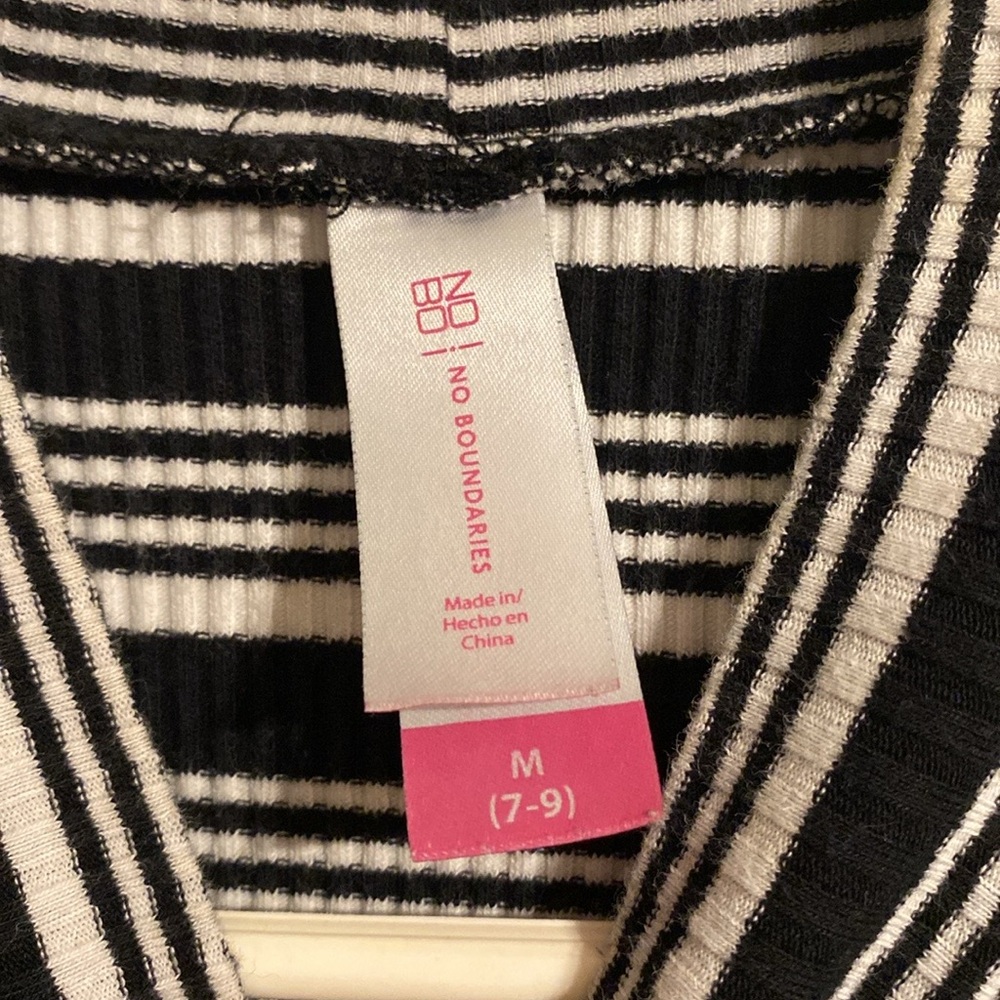 NO
BO
NO BOUNDARIES
Made in/
Hecho en
China
M
(7-9)